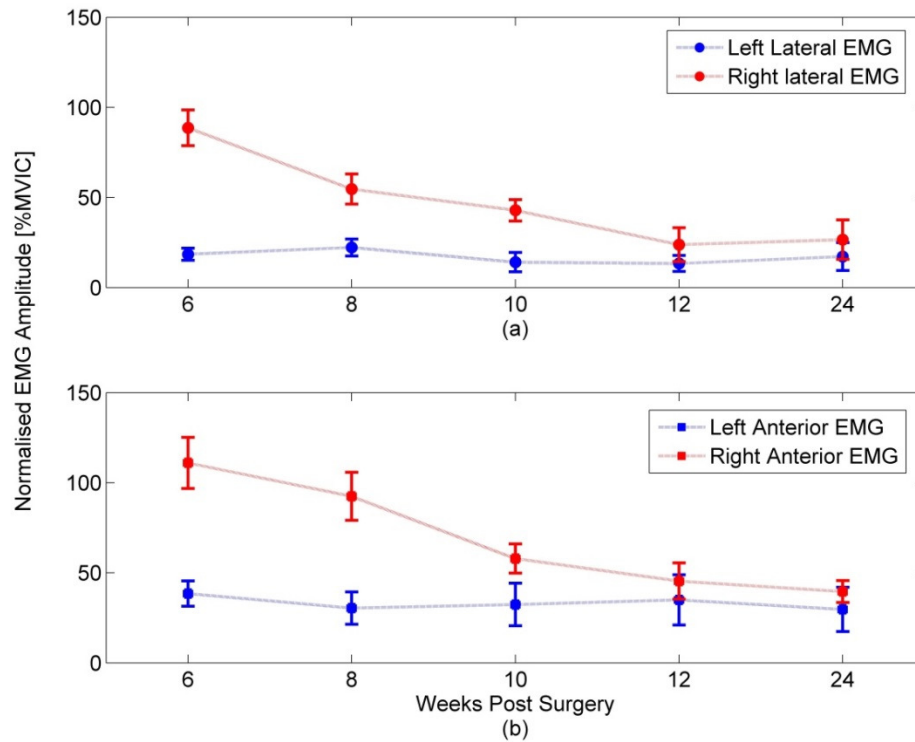 Normalised EMG Amplitude [%MVIC]
150
100
50
0
Left Lateral EMG
Right lateral EMG
6 8 10 12 24
(a)
150
100
50
0
Left Anterior EMG
Right Anterior EMG
6 8 10 12 24
Weeks Post Surgery
(b)